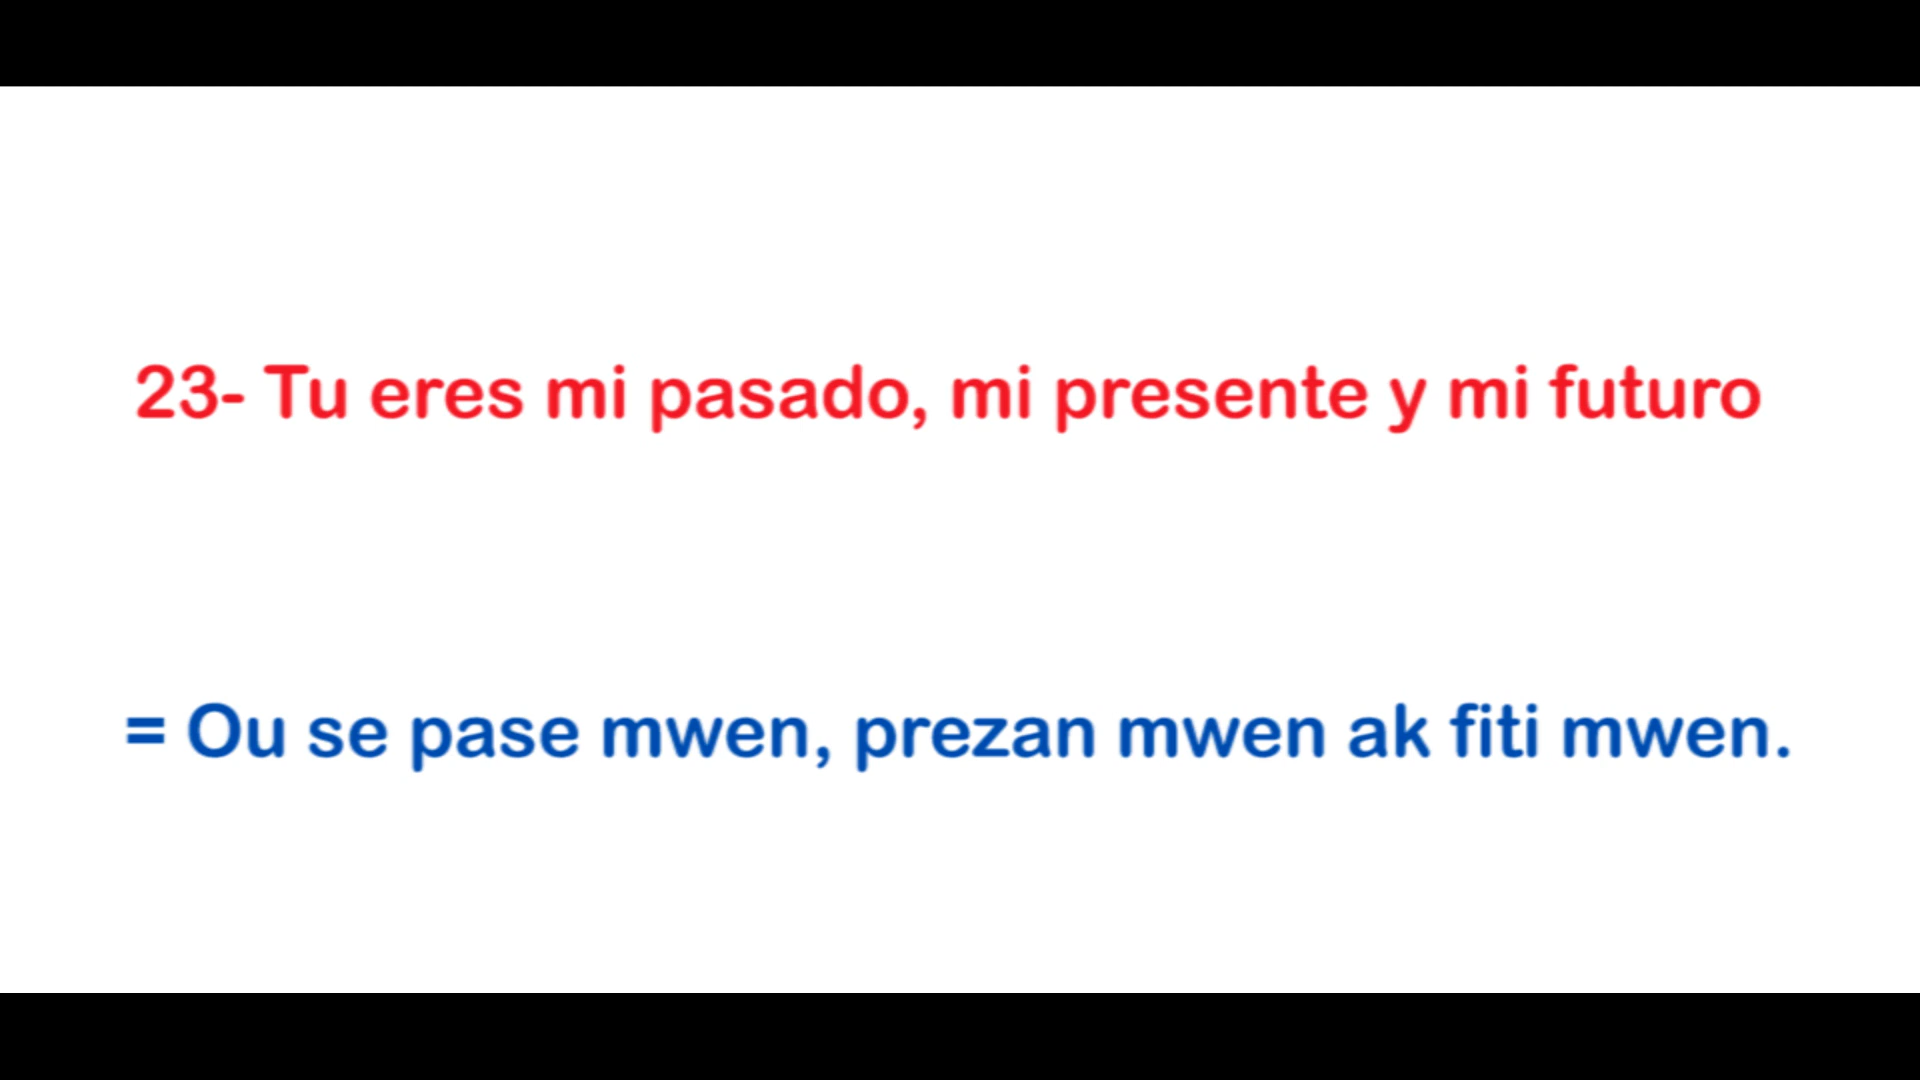 23- Tu eres mi pasado, mi presente y mi futuro
= Ou se pase mwen, prezan mwen ak fiti mwen.